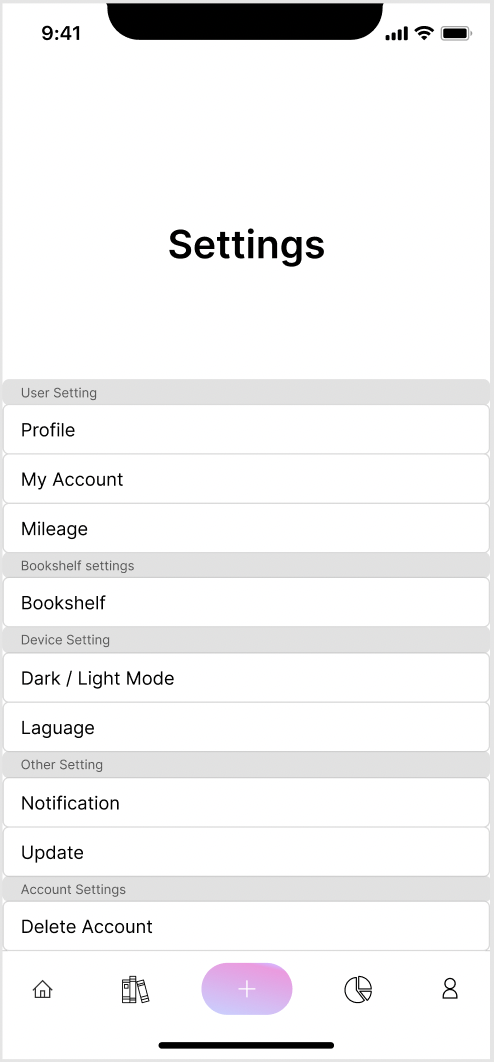 9:41
Settings
User Setting
Profile
My Account
Mileage
Bookshelf settings
Bookshelf
Device Setting
Dark / Light Mode
Laguage
Other Setting
Notification
Update
Account Settings
Delete Account